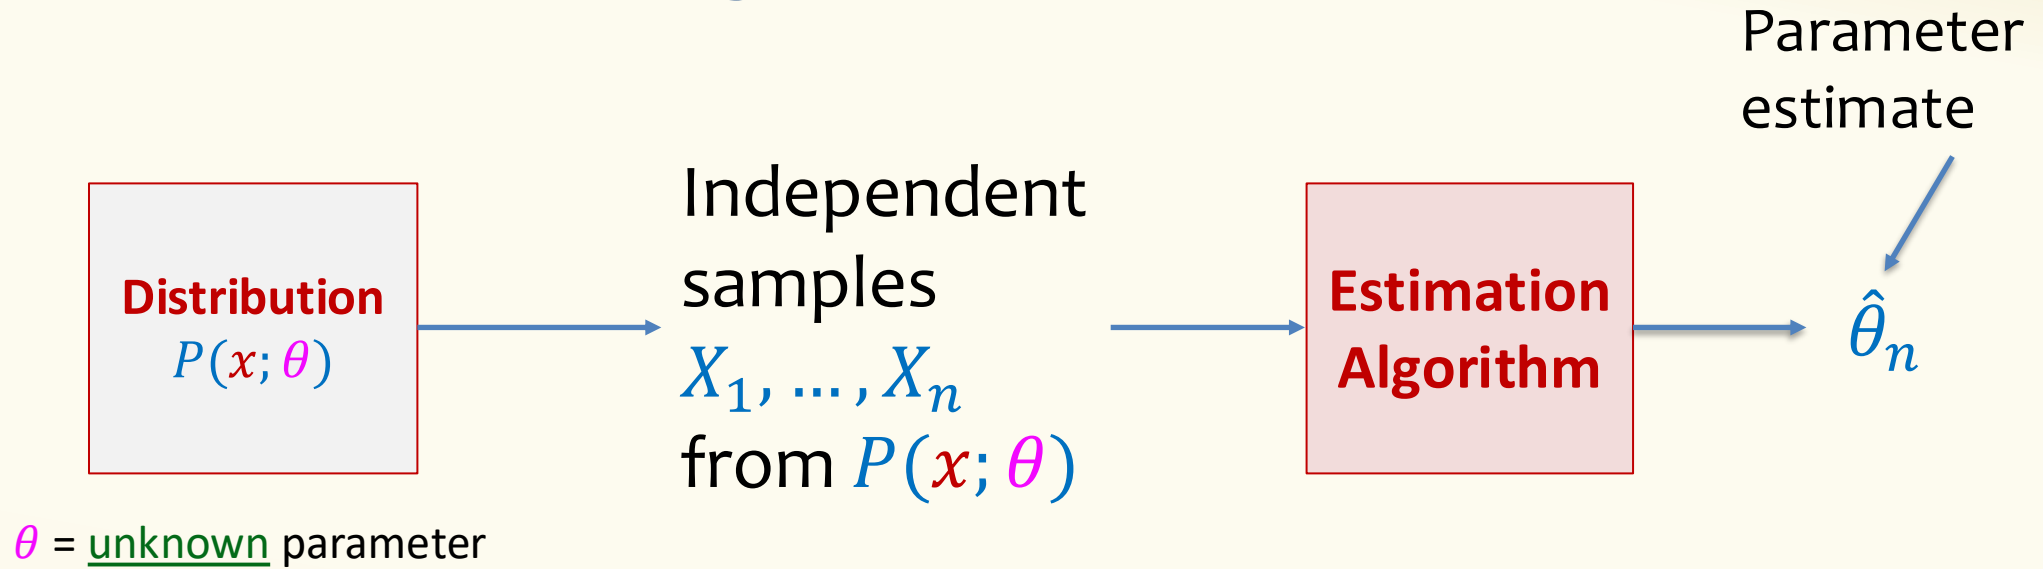 Parameter
estimate
Distribution
P(x; θ)
Independent
samples
X₁, … , Xₙ
from P(x; θ)
Estimation
Algorithm
θ̂ₙ
θ = unknown parameter